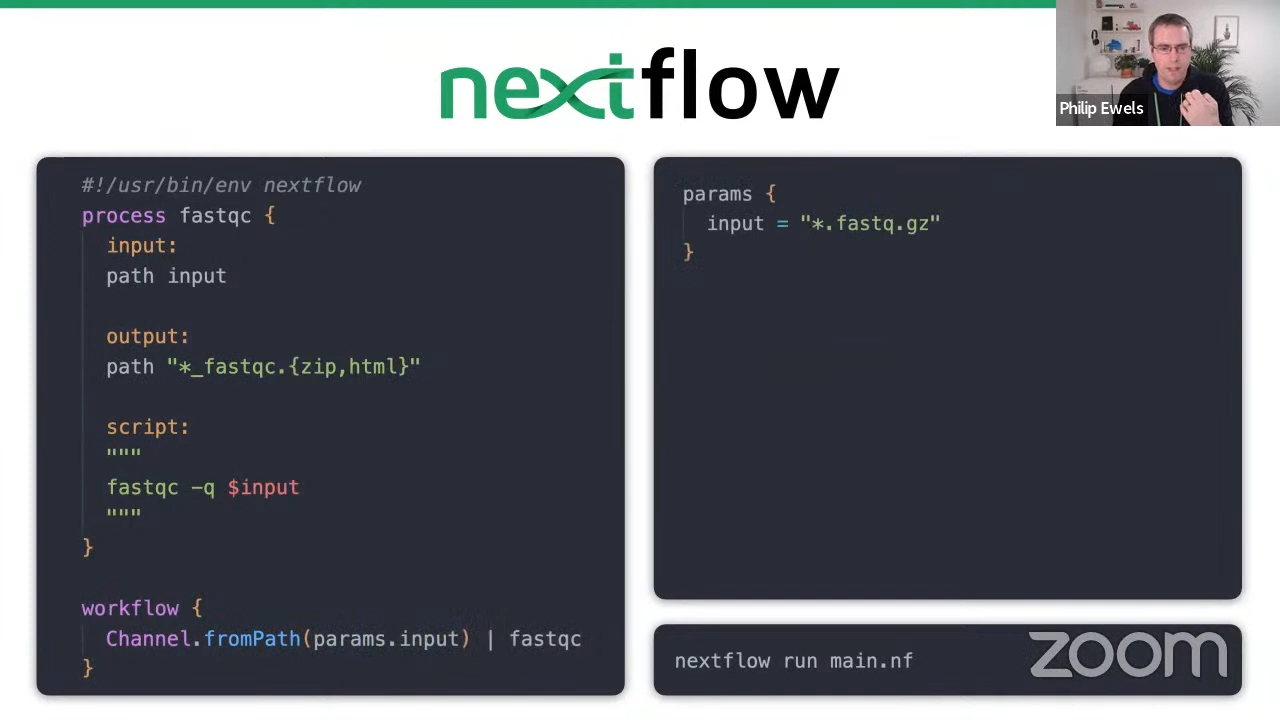 nextflow
Philip Ewels
#!/usr/bin/env nextflow
process fastqc {
input:
path input
output:
path "*_fastqc.{zip,html}"
script:
"""
fastqc -q $input
"""
}
workflow {
Channel.fromPath(params.input) | fastqc
}
params {
input = "*.fastq.gz"
}
nextflow run main.nf
zoom